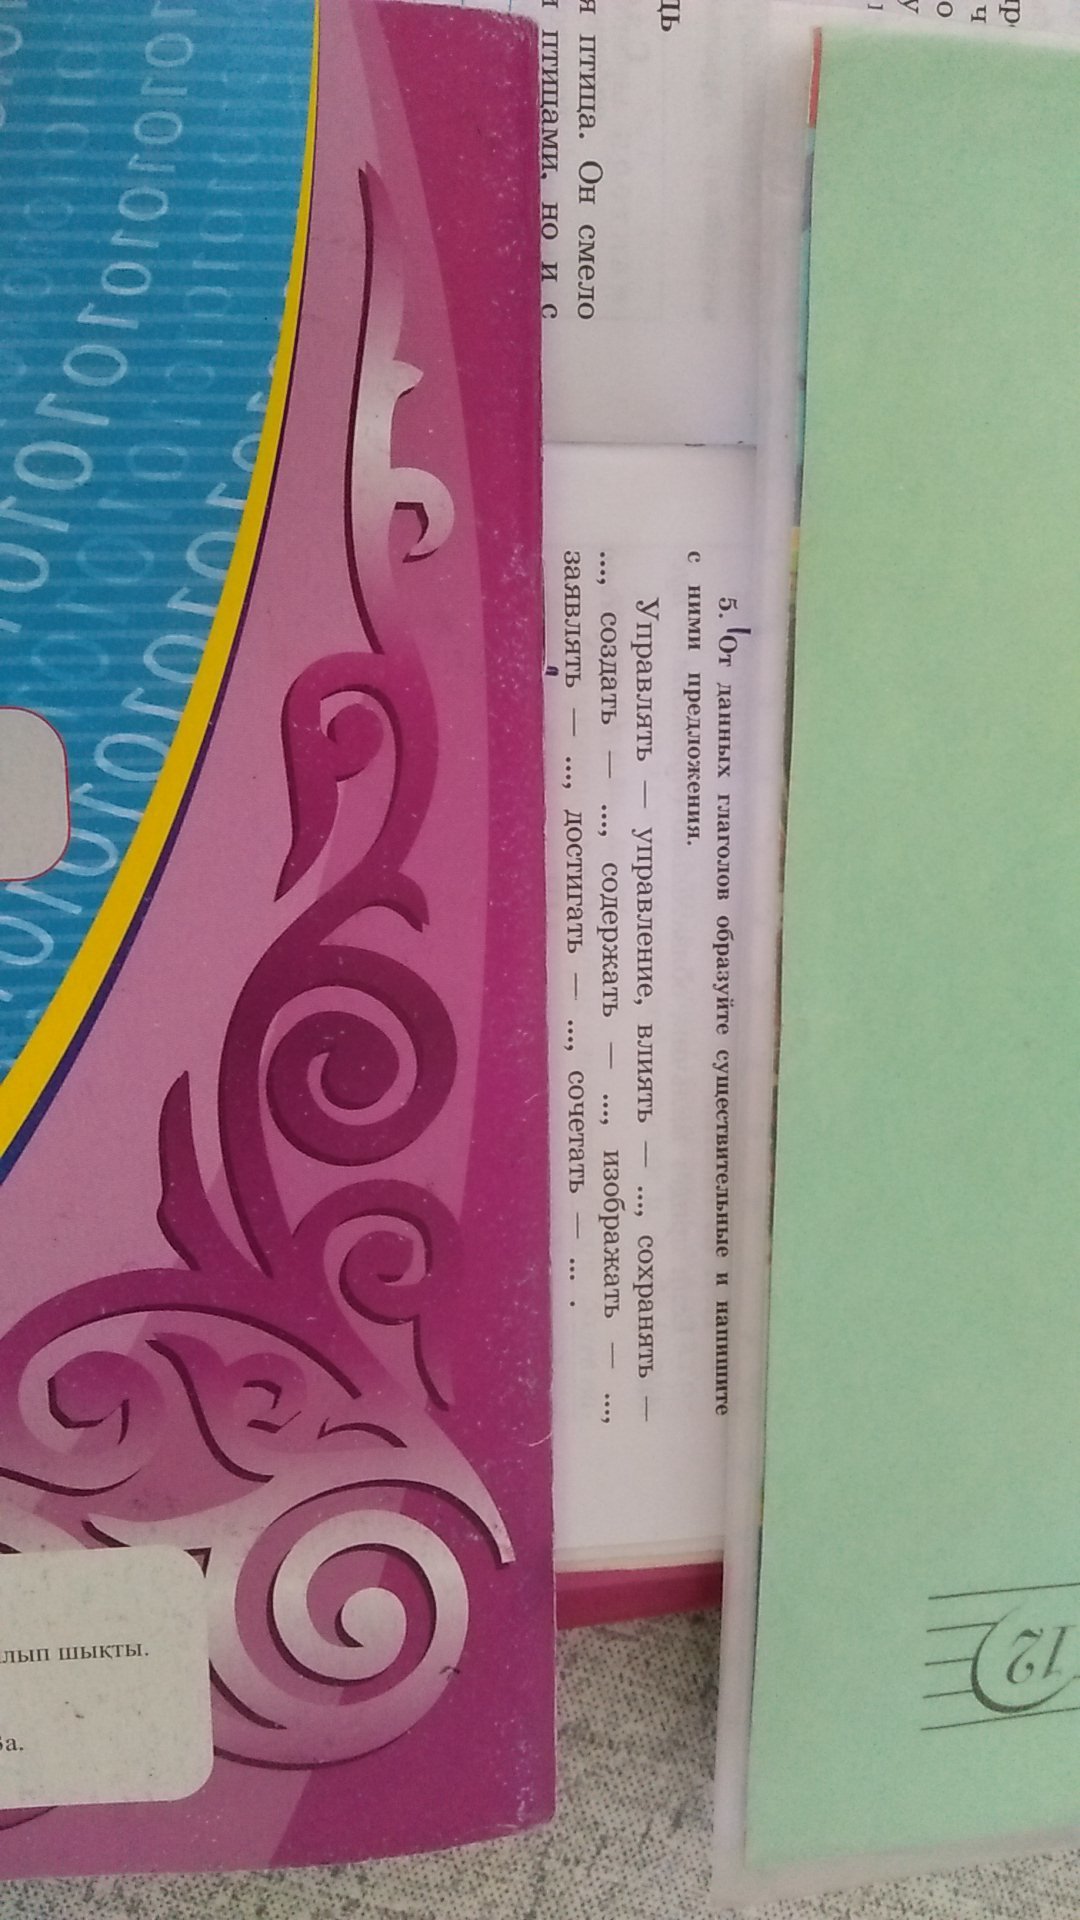 я птица. Он смело
птицами, но и с
5. От данных глаголов образуйте существительные и напишите
с ними предложения.
Управлять — управление, влиять — ..., сохранять —
..., создать — ..., содержать — ..., изображать — ...,
заявлять — ..., достигать — ..., сочетать — ... .
лып шықты.
12